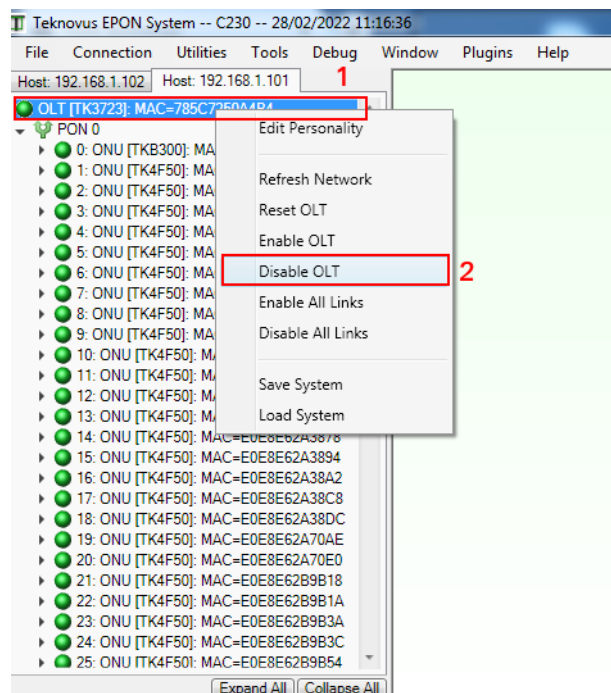 Teknovus EPON System -- C230 -- 28/02/2022 11:16:36
File Connection Utilities Tools Debug Window Plugins Help
Host: 192.168.1.102 Host: 192.168.1.101 1
OLT [TK3723]: MAC=785C7250A4B4
PON 0
Edit Personality
0: ONU [TKB300]: MA
1: ONU [TK4F50]: MA
Refresh Network
2: ONU [TK4F50]: MA
3: ONU [TK4F50]: MA
Reset OLT
4: ONU [TK4F50]: MA
Enable OLT
5: ONU [TK4F50]: MA
6: ONU [TK4F50]: MA
Disable OLT 2
7: ONU [TK4F50]: MA
Enable All Links
8: ONU [TK4F50]: MA
9: ONU [TK4F50]: MA
Disable All Links
10: ONU [TK4F50]: MA
11: ONU [TK4F50]: MA
Save System
12: ONU [TK4F50]: MA
13: ONU [TK4F50]: MA
Load System
14: ONU [TK4F50]: MAC=E0E8E62A3878
15: ONU [TK4F50]: MAC=E0E8E62A3894
16: ONU [TK4F50]: MAC=E0E8E62A38A2
17: ONU [TK4F50]: MAC=E0E8E62A38C8
18: ONU [TK4F50]: MAC=E0E8E62A38DC
19: ONU [TK4F50]: MAC=E0E8E62A70AE
20: ONU [TK4F50]: MAC=E0E8E62A70E0
21: ONU [TK4F50]: MAC=E0E8E62B9B18
22: ONU [TK4F50]: MAC=E0E8E62B9B1A
23: ONU [TK4F50]: MAC=E0E8E62B9B3A
24: ONU [TK4F50]: MAC=E0E8E62B9B3C
25: ONU [TK4F50]: MAC=E0E8E62B9B54
Expand All Collapse All